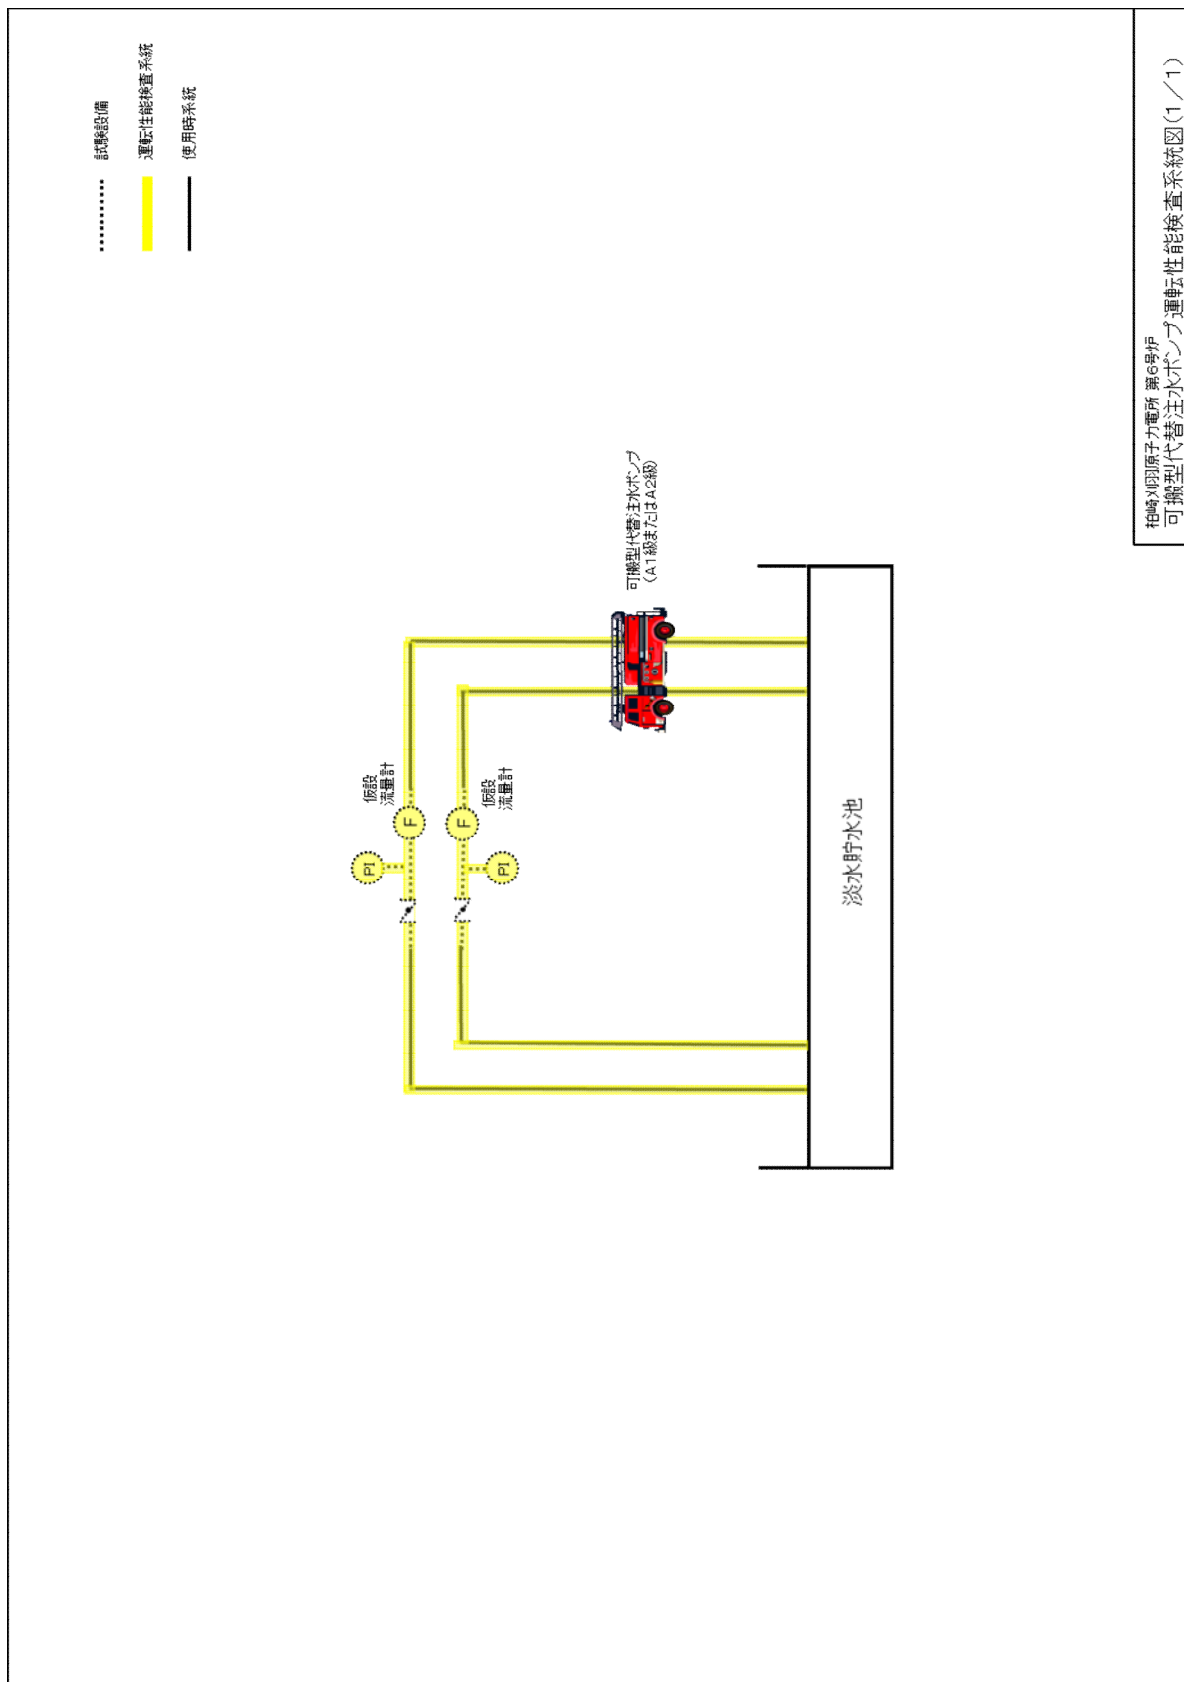 試験設備
運転性能検査系統
使用時系統
仮設
流量計
PI
F
F
PI
仮設
流量計
可搬型代替注水ポンプ
（A1級またはA2級）
淡水貯水池
柏崎刈羽原子力電所 第6号炉
可搬型代替注水ポンプ運転性能検査系統図(1／1)